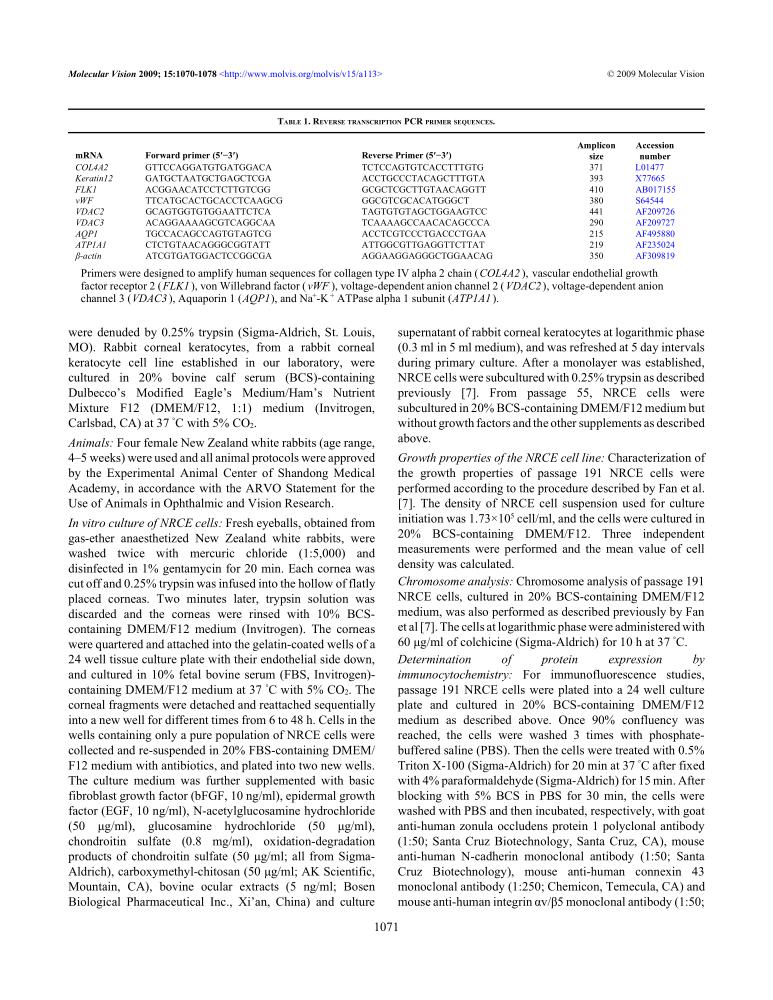 Molecular Vision 2009; 15:1070-1078 <http://www.molvis.org/molvis/v15/a113>
© 2009 Molecular Vision
TABLE 1. REVERSE TRANSCRIPTION PCR PRIMER SEQUENCES.
mRNA Forward primer (5′−3′) Reverse Primer (5′−3′) Amplicon size Accession number
COL4A2 GTTCCAGGATGTGATGGACA TCTCCAGTGTCACCTTTGTG 371 L01477
Keratin12 GATGCTAATGCTGAGCTCGA ACCTGCCCTACAGCTTTGTA 393 X77665
FLK1 ACGGAACATCCTCTTGTCGG GCGCTCGCTTGTAACAGGTT 410 AB017155
vWF TTCATGCACTGCACCTCAAGCG GGCGTCGCACATGGGCT 380 S64544
VDAC2 GCAGTGGTGTGGAATTCTCA TAGTGTGTAGCTGGAAGTCC 441 AF209726
VDAC3 ACAGGAAAAGCGTCAGGCAA TCAAAAGCCAACACAGCCCA 290 AF209727
AQP1 TGCCACAGCCAGTGTAGTCG ACCTCGTCCCTGACCCTGAA 215 AF495880
ATP1A1 CTCTGTAACAGGGCGGTATT ATTGGCGTTGAGGTTCTTAT 219 AF235024
β-actin ATCGTGATGGACTCCGGCGA AGGAAGGAGGGCTGGAACAG 350 AF309819
Primers were designed to amplify human sequences for collagen type IV alpha 2 chain (COL4A2), vascular endothelial growth
factor receptor 2 (FLK1), von Willebrand factor (vWF), voltage-dependent anion channel 2 (VDAC2), voltage-dependent anion
channel 3 (VDAC3), Aquaporin 1 (AQP1), and Na+-K+ ATPase alpha 1 subunit (ATP1A1).
were denuded by 0.25% trypsin (Sigma-Aldrich, St. Louis,
MO). Rabbit corneal keratocytes, from a rabbit corneal
keratocyte cell line established in our laboratory, were
cultured in 20% bovine calf serum (BCS)-containing
Dulbecco’s Modified Eagle’s Medium/Ham’s Nutrient
Mixture F12 (DMEM/F12, 1:1) medium (Invitrogen,
Carlsbad, CA) at 37 °C with 5% CO2.
Animals: Four female New Zealand white rabbits (age range,
4–5 weeks) were used and all animal protocols were approved
by the Experimental Animal Center of Shandong Medical
Academy, in accordance with the ARVO Statement for the
Use of Animals in Ophthalmic and Vision Research.
In vitro culture of NRCE cells: Fresh eyeballs, obtained from
gas-ether anaesthetized New Zealand white rabbits, were
washed twice with mercuric chloride (1:5,000) and
disinfected in 1% gentamycin for 20 min. Each cornea was
cut off and 0.25% trypsin was infused into the hollow of flatly
placed corneas. Two minutes later, trypsin solution was
discarded and the corneas were rinsed with 10% BCS-
containing DMEM/F12 medium (Invitrogen). The corneas
were quartered and attached into the gelatin-coated wells of a
24 well tissue culture plate with their endothelial side down,
and cultured in 10% fetal bovine serum (FBS, Invitrogen)-
containing DMEM/F12 medium at 37 °C with 5% CO2. The
corneal fragments were detached and reattached sequentially
into a new well for different times from 6 to 48 h. Cells in the
wells containing only a pure population of NRCE cells were
collected and re-suspended in 20% FBS-containing DMEM/
F12 medium with antibiotics, and plated into two new wells.
The culture medium was further supplemented with basic
fibroblast growth factor (bFGF, 10 ng/ml), epidermal growth
factor (EGF, 10 ng/ml), N-acetylglucosamine hydrochloride
(50 μg/ml), glucosamine hydrochloride (50 μg/ml),
chondroitin sulfate (0.8 mg/ml), oxidation-degradation
products of chondroitin sulfate (50 μg/ml; all from Sigma-
Aldrich), carboxymethyl-chitosan (50 μg/ml; AK Scientific,
Mountain, CA), bovine ocular extracts (5 ng/ml; Bosen
Biological Pharmaceutical Inc., Xi’an, China) and culture
supernatant of rabbit corneal keratocytes at logarithmic phase
(0.3 ml in 5 ml medium), and was refreshed at 5 day intervals
during primary culture. After a monolayer was established,
NRCE cells were subcultured with 0.25% trypsin as described
previously [7]. From passage 55, NRCE cells were
subcultured in 20% BCS-containing DMEM/F12 medium but
without growth factors and the other supplements as described
above.
Growth properties of the NRCE cell line: Characterization of
the growth properties of passage 191 NRCE cells were
performed according to the procedure described by Fan et al.
[7]. The density of NRCE cell suspension used for culture
initiation was 1.73×10⁵ cell/ml, and the cells were cultured in
20% BCS-containing DMEM/F12. Three independent
measurements were performed and the mean value of cell
density was calculated.
Chromosome analysis: Chromosome analysis of passage 191
NRCE cells, cultured in 20% BCS-containing DMEM/F12
medium, was also performed as described previously by Fan
et al [7]. The cells at logarithmic phase were administered with
60 μg/ml of colchicine (Sigma-Aldrich) for 10 h at 37 °C.
Determination of protein expression by
immunocytochemistry: For immunofluorescence studies,
passage 191 NRCE cells were plated into a 24 well culture
plate and cultured in 20% BCS-containing DMEM/F12
medium as described above. Once 90% confluency was
reached, the cells were washed 3 times with phosphate-
buffered saline (PBS). Then the cells were treated with 0.5%
Triton X-100 (Sigma-Aldrich) for 20 min at 37 °C after fixed
with 4% paraformaldehyde (Sigma-Aldrich) for 15 min. After
blocking with 5% BCS in PBS for 30 min, the cells were
washed with PBS and then incubated, respectively, with goat
anti-human zonula occludens protein 1 polyclonal antibody
(1:50; Santa Cruz Biotechnology, Santa Cruz, CA), mouse
anti-human N-cadherin monoclonal antibody (1:50; Santa
Cruz Biotechnology), mouse anti-human connexin 43
monoclonal antibody (1:250; Chemicon, Temecula, CA) and
mouse anti-human integrin αv/β5 monoclonal antibody (1:50;
1071